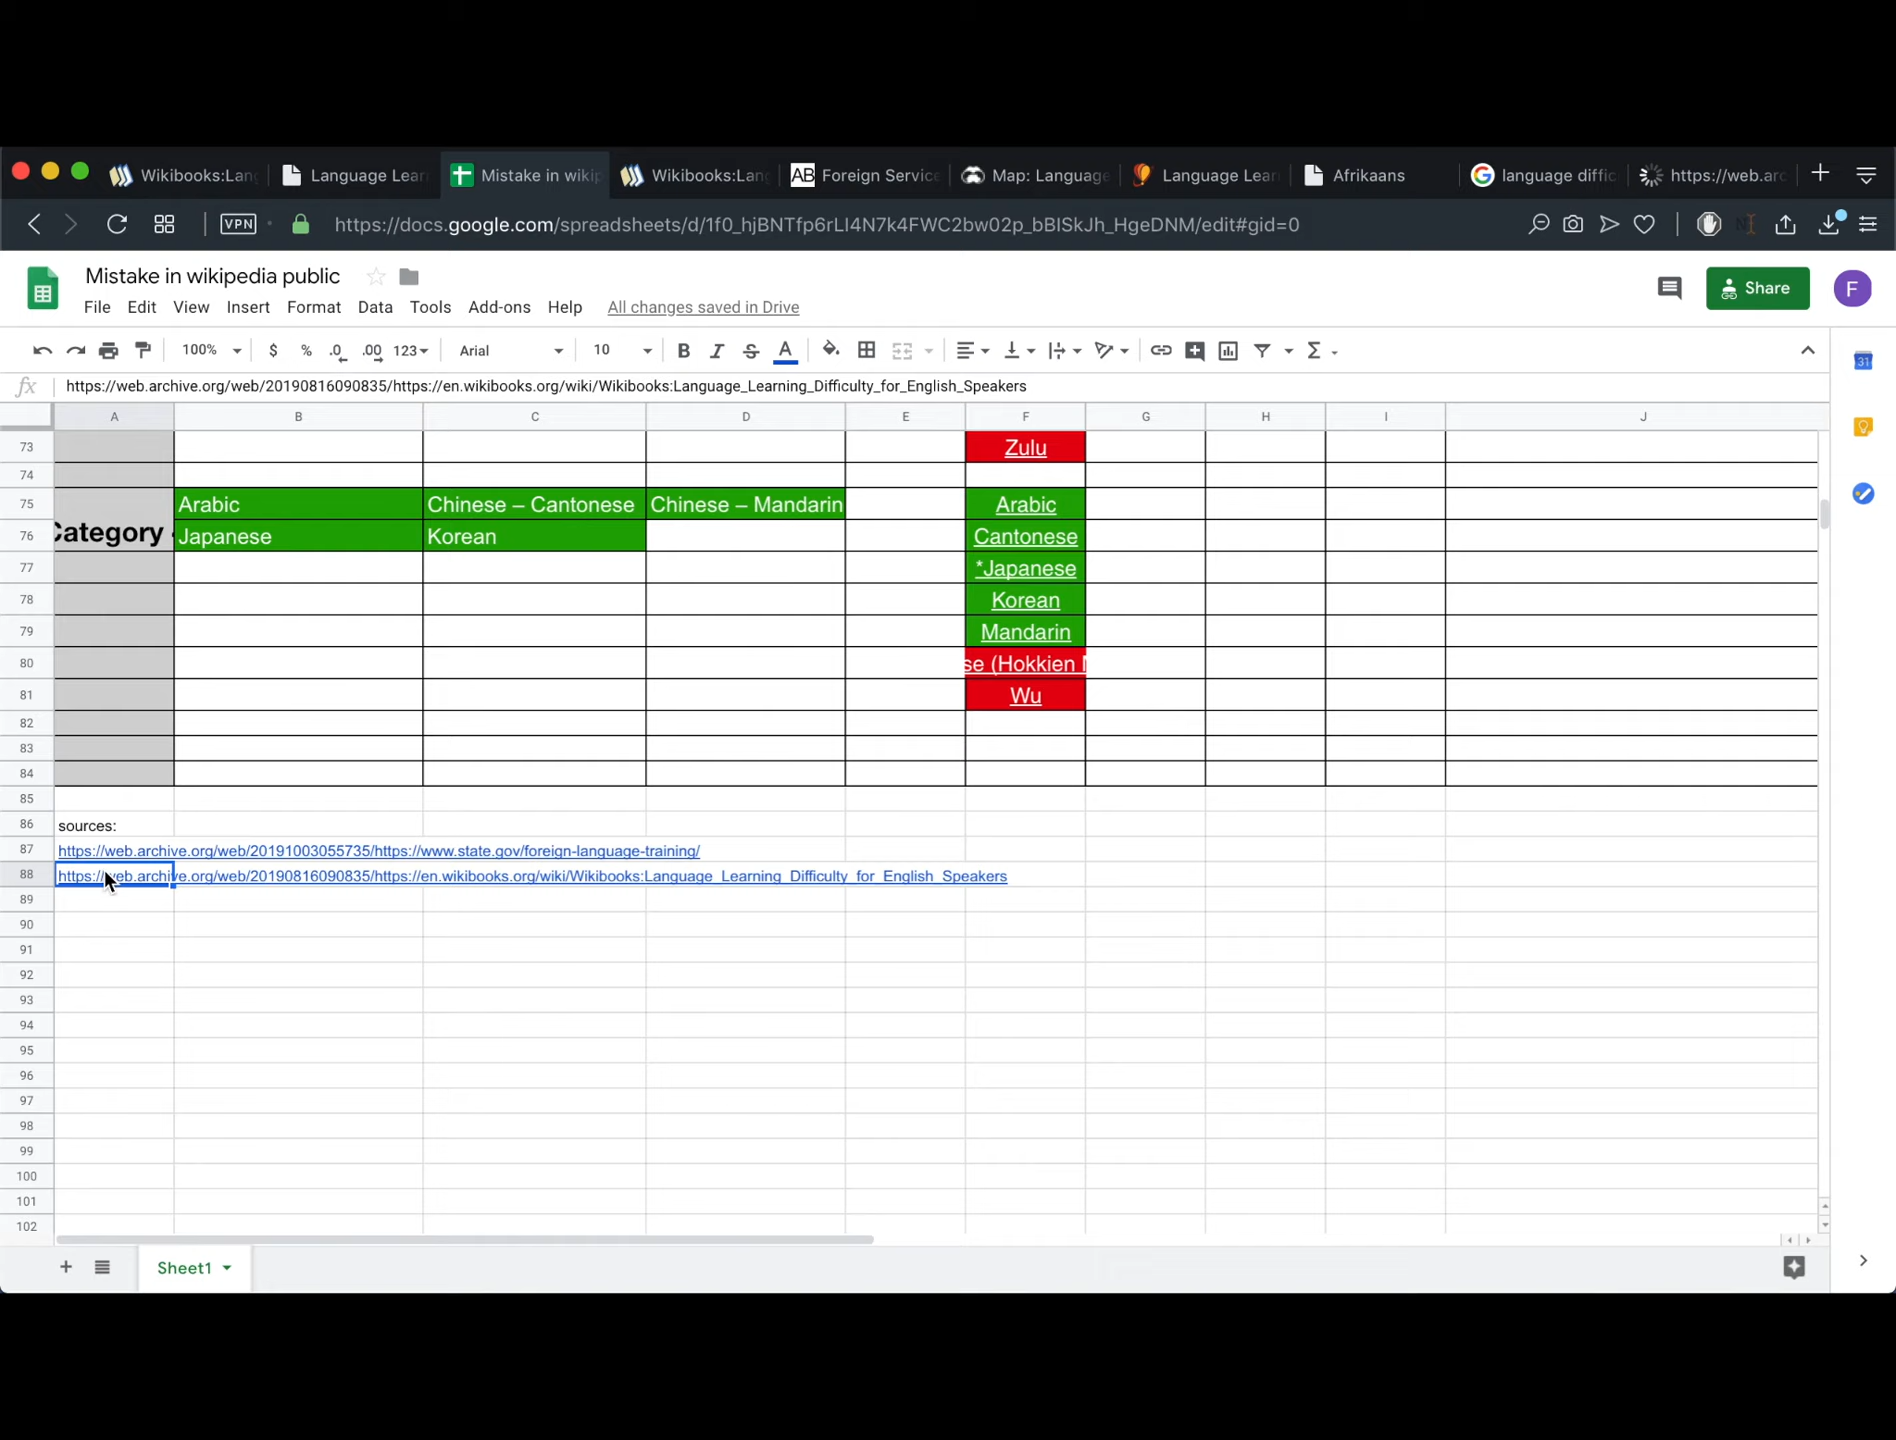 Wikibooks:Lan
Language Lear
Mistake in wikip
Wikibooks:Lan
AB
Foreign Service
Map: Language
Language Lear
Afrikaans
language diffic
https://web.arc
VPN
https://docs.google.com/spreadsheets/d/1f0_hjBNTfp6rLI4N7k4FWC2bw02p_bBISkJh_HgeDNM/edit#gid=0
Mistake in wikipedia public
Share
F
File Edit View Insert Format Data Tools Add-ons Help All changes saved in Drive
100% $ % .0 .00 123 Arial 10 B I S A Σ
31
fx https://web.archive.org/web/20190816090835/https://en.wikibooks.org/wiki/Wikibooks:Language_Learning_Difficulty_for_English_Speakers
A B C D E F G H I J
73 Zulu
74
75 Arabic Chinese – Cantonese Chinese – Mandarin Arabic
76 Category Japanese Korean Cantonese
77 *Japanese
78 Korean
79 Mandarin
80 se (Hokkien
81 Wu
82
83
84
85
86 sources:
87 https://web.archive.org/web/20191003055735/https://www.state.gov/foreign-language-training/
88 https://web.archive.org/web/20190816090835/https://en.wikibooks.org/wiki/Wikibooks:Language_Learning_Difficulty_for_English_Speakers
89
90
91
92
93
94
95
96
97
98
99
100
101
102
Sheet1